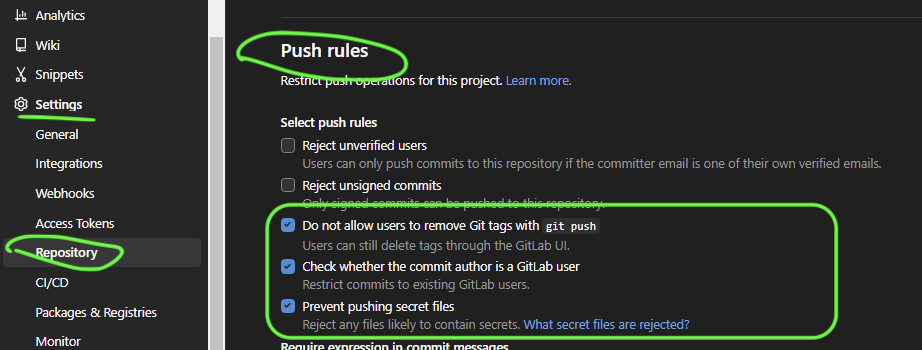 Analytics
Wiki
Snippets
Settings
General
Integrations
Webhooks
Access Tokens
Repository
CI/CD
Packages & Registries
Monitor
Push rules
Restrict push operations for this project. Learn more.
Select push rules
Reject unverified users
Users can only push commits to this repository if the committer email is one of their own verified emails.
Reject unsigned commits
Only signed commits can be pushed to this repository.
Do not allow users to remove Git tags with git push
Users can still delete tags through the GitLab UI.
Check whether the commit author is a GitLab user
Restrict commits to existing GitLab users.
Prevent pushing secret files
Reject any files likely to contain secrets. What secret files are rejected?
Require expression in commit messages